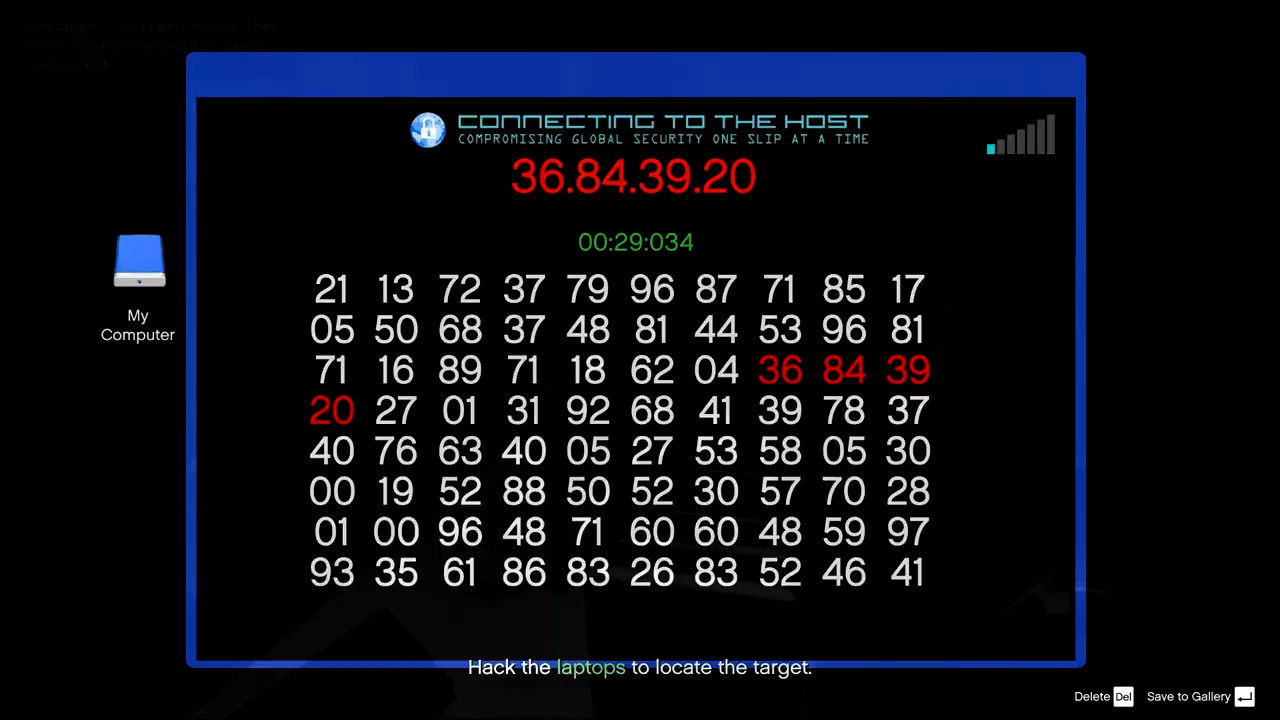 CONNECTING TO THE HOST
COMPROMISING GLOBAL SECURITY ONE SLIP AT A TIME
36.84.39.20
00:29:034
21 13 72 37 79 96 87 71 85 17
05 50 68 37 48 81 44 53 96 81
71 16 89 71 18 62 04 36 84 39
20 27 01 31 92 68 41 39 78 37
40 76 63 40 05 27 53 58 05 30
00 19 52 88 50 52 30 57 70 28
01 00 96 48 71 60 60 48 59 97
93 35 61 86 83 26 83 52 46 41
My
Computer
Hack the laptops to locate the target.
Delete Del Save to Gallery